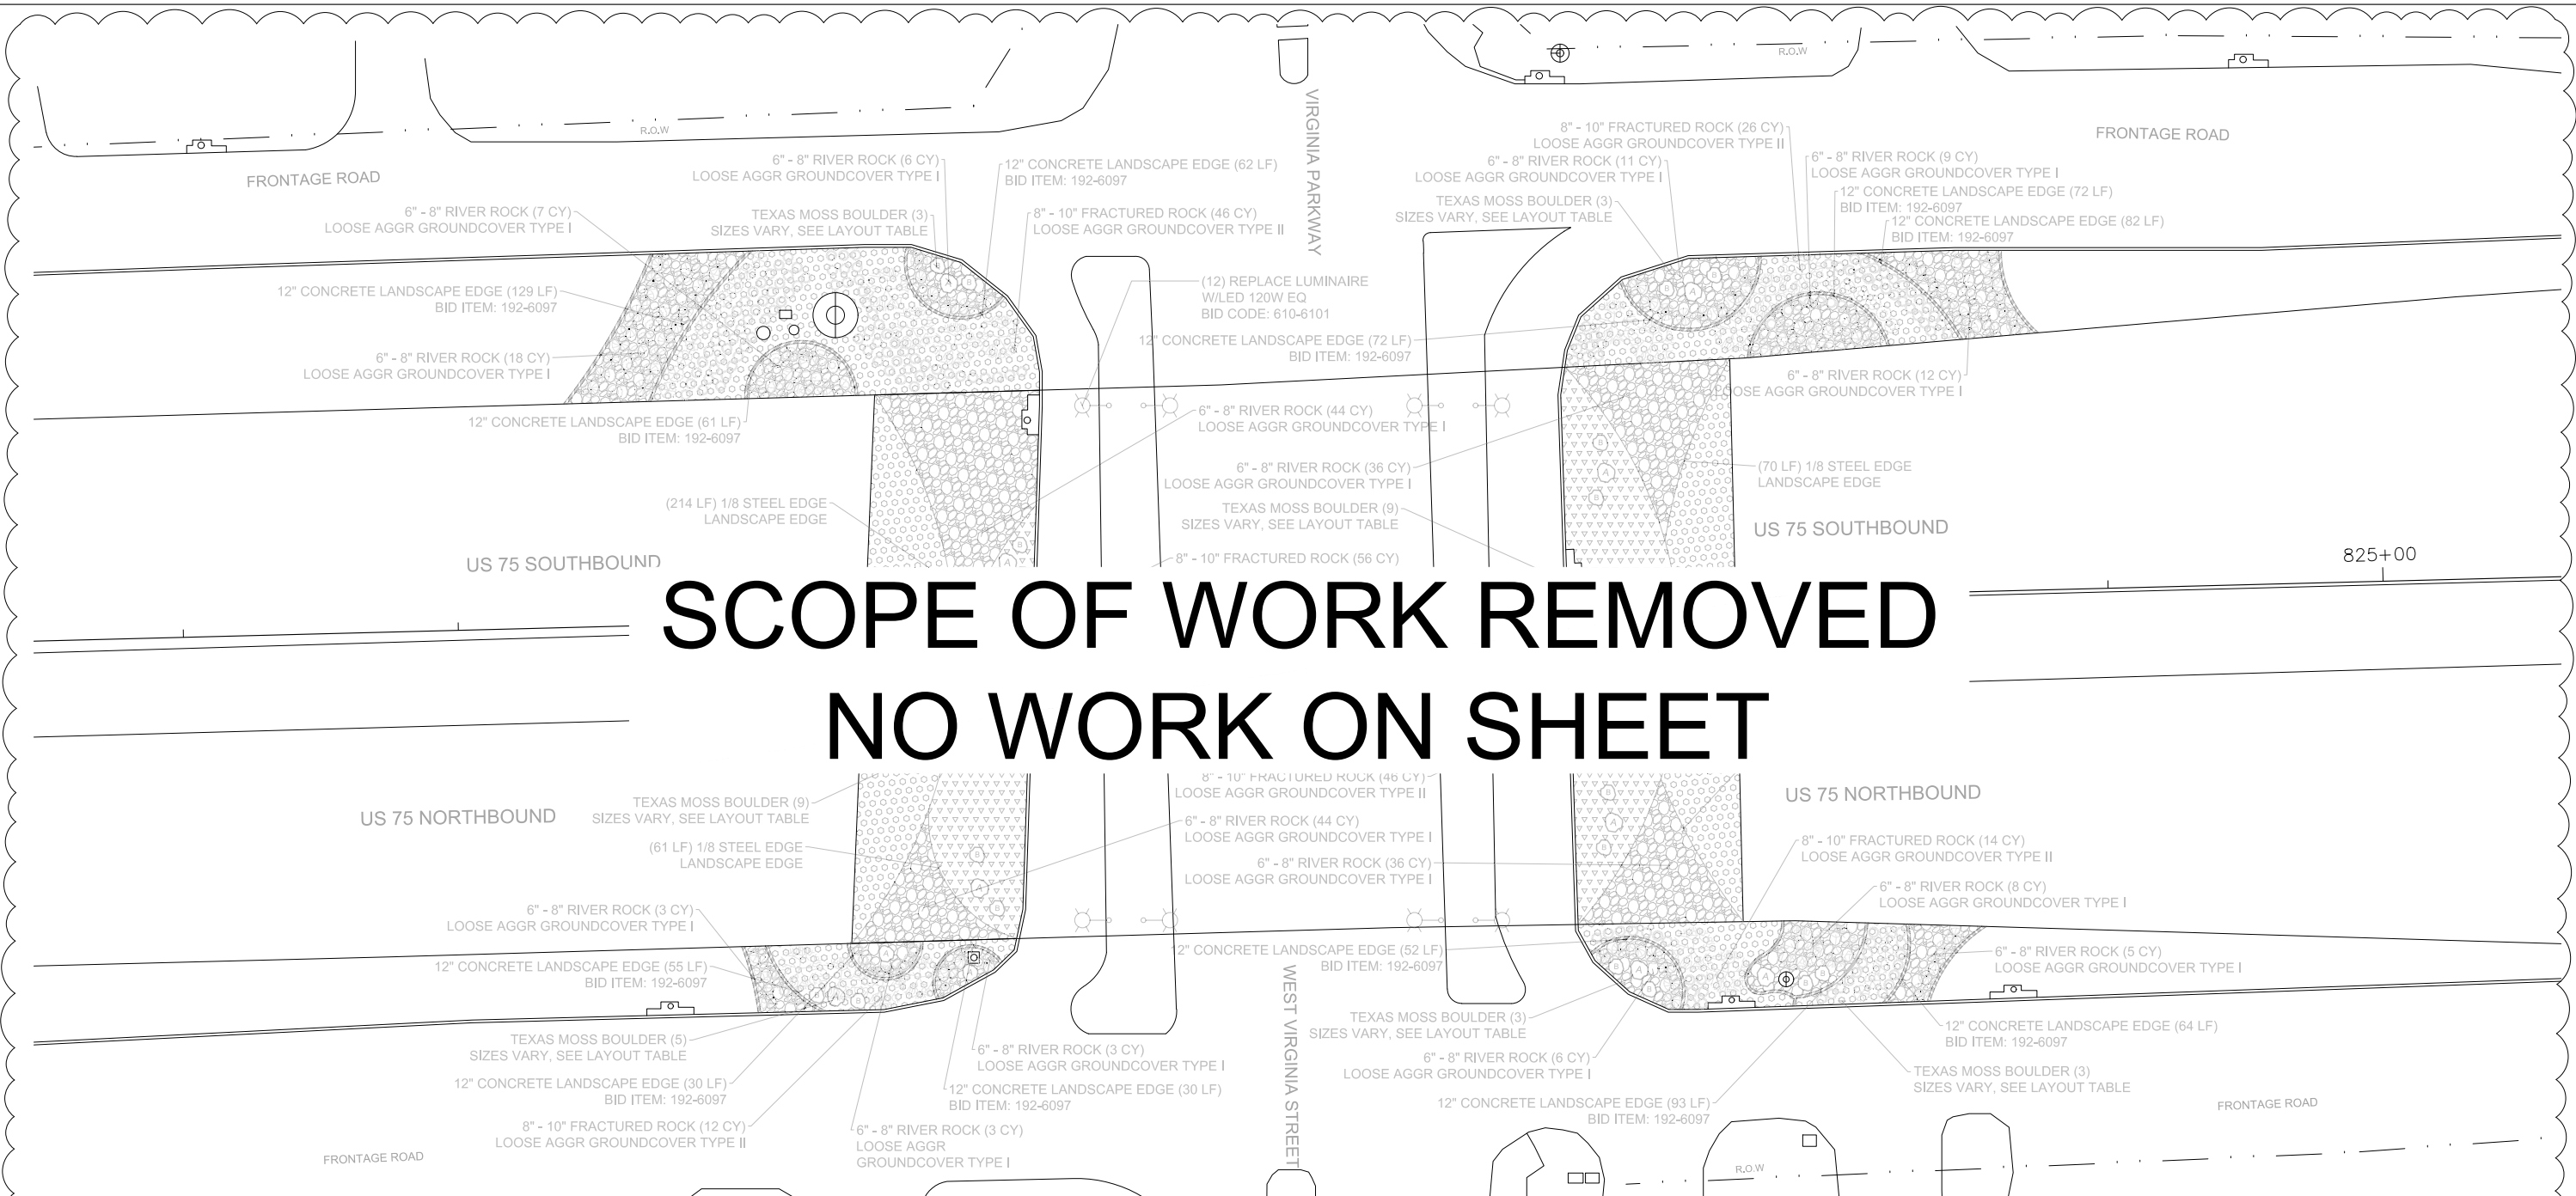 R.O.W
R.O.W
FRONTAGE ROAD
FRONTAGE ROAD
VIRGINIA PARKWAY
6" - 8" RIVER ROCK (6 CY)
LOOSE AGGR GROUNDCOVER TYPE I
12" CONCRETE LANDSCAPE EDGE (62 LF)
BID ITEM: 192-6097
6" - 8" RIVER ROCK (7 CY)
LOOSE AGGR GROUNDCOVER TYPE I
TEXAS MOSS BOULDER (3)
SIZES VARY, SEE LAYOUT TABLE
8" - 10" FRACTURED ROCK (46 CY)
LOOSE AGGR GROUNDCOVER TYPE II
8" - 10" FRACTURED ROCK (26 CY)
LOOSE AGGR GROUNDCOVER TYPE II
6" - 8" RIVER ROCK (11 CY)
LOOSE AGGR GROUNDCOVER TYPE I
TEXAS MOSS BOULDER (3)
SIZES VARY, SEE LAYOUT TABLE
6" - 8" RIVER ROCK (9 CY)
LOOSE AGGR GROUNDCOVER TYPE I
12" CONCRETE LANDSCAPE EDGE (72 LF)
BID ITEM: 192-6097
12" CONCRETE LANDSCAPE EDGE (82 LF)
BID ITEM: 192-6097
12" CONCRETE LANDSCAPE EDGE (129 LF)
BID ITEM: 192-6097
(12) REPLACE LUMINAIRE
W/LED 120W EQ
BID CODE: 610-6101
12" CONCRETE LANDSCAPE EDGE (72 LF)
BID ITEM: 192-6097
6" - 8" RIVER ROCK (18 CY)
LOOSE AGGR GROUNDCOVER TYPE I
6" - 8" RIVER ROCK (12 CY)
LOOSE AGGR GROUNDCOVER TYPE I
12" CONCRETE LANDSCAPE EDGE (61 LF)
BID ITEM: 192-6097
6" - 8" RIVER ROCK (44 CY)
LOOSE AGGR GROUNDCOVER TYPE I
6" - 8" RIVER ROCK (36 CY)
LOOSE AGGR GROUNDCOVER TYPE I
(70 LF) 1/8 STEEL EDGE
LANDSCAPE EDGE
(214 LF) 1/8 STEEL EDGE
LANDSCAPE EDGE
TEXAS MOSS BOULDER (9)
SIZES VARY, SEE LAYOUT TABLE
US 75 SOUTHBOUND
US 75 SOUTHBOUND
8" - 10" FRACTURED ROCK (56 CY)
825+00
SCOPE OF WORK REMOVED
NO WORK ON SHEET
8" - 10" FRACTURED ROCK (46 CY)
LOOSE AGGR GROUNDCOVER TYPE II
US 75 NORTHBOUND
US 75 NORTHBOUND
TEXAS MOSS BOULDER (9)
SIZES VARY, SEE LAYOUT TABLE
6" - 8" RIVER ROCK (44 CY)
LOOSE AGGR GROUNDCOVER TYPE I
(61 LF) 1/8 STEEL EDGE
LANDSCAPE EDGE
6" - 8" RIVER ROCK (36 CY)
LOOSE AGGR GROUNDCOVER TYPE I
8" - 10" FRACTURED ROCK (14 CY)
LOOSE AGGR GROUNDCOVER TYPE II
6" - 8" RIVER ROCK (8 CY)
LOOSE AGGR GROUNDCOVER TYPE I
6" - 8" RIVER ROCK (3 CY)
LOOSE AGGR GROUNDCOVER TYPE I
12" CONCRETE LANDSCAPE EDGE (52 LF)
BID ITEM: 192-6097
6" - 8" RIVER ROCK (5 CY)
LOOSE AGGR GROUNDCOVER TYPE I
12" CONCRETE LANDSCAPE EDGE (55 LF)
BID ITEM: 192-6097
WEST VIRGINIA STREET
TEXAS MOSS BOULDER (3)
SIZES VARY, SEE LAYOUT TABLE
12" CONCRETE LANDSCAPE EDGE (64 LF)
BID ITEM: 192-6097
TEXAS MOSS BOULDER (5)
SIZES VARY, SEE LAYOUT TABLE
6" - 8" RIVER ROCK (3 CY)
LOOSE AGGR GROUNDCOVER TYPE I
6" - 8" RIVER ROCK (6 CY)
LOOSE AGGR GROUNDCOVER TYPE I
TEXAS MOSS BOULDER (3)
SIZES VARY, SEE LAYOUT TABLE
12" CONCRETE LANDSCAPE EDGE (30 LF)
BID ITEM: 192-6097
12" CONCRETE LANDSCAPE EDGE (30 LF)
BID ITEM: 192-6097
12" CONCRETE LANDSCAPE EDGE (93 LF)
BID ITEM: 192-6097
FRONTAGE ROAD
8" - 10" FRACTURED ROCK (12 CY)
LOOSE AGGR GROUNDCOVER TYPE II
6" - 8" RIVER ROCK (3 CY)
LOOSE AGGR
GROUNDCOVER TYPE I
FRONTAGE ROAD
R.O.W